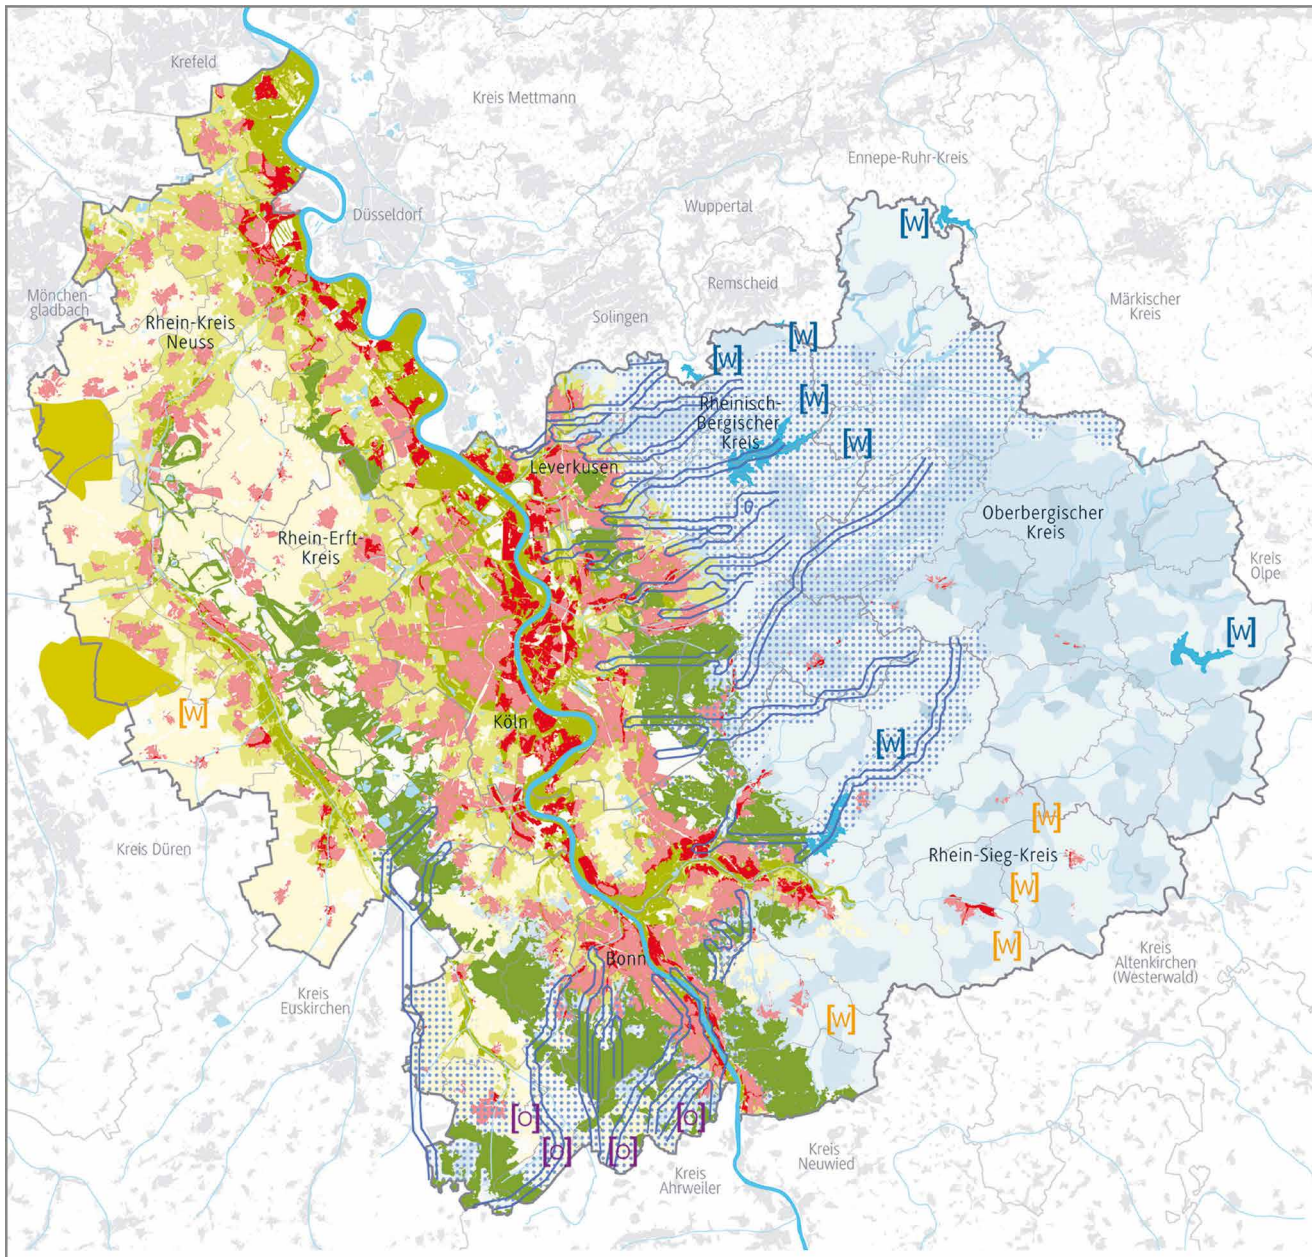 Krefeld
Kreis Mettmann
Ennepe-Ruhr-Kreis
Wuppertal
Düsseldorf
[W]
Remscheid
Mönchen-
gladbach
Märkischer
Kreis
Rhein-Kreis
Neuss
Solingen
[W]
[W]
[W]
Rheinisch-
Bergischer
Kreis
[W]
Leverkusen
Oberbergischer
Kreis
Rhein-Erft-
Kreis
Kreis
Olpe
[W]
[W]
Köln
[W]
[W]
Kreis Düren
Rhein-Sieg-Kreis
[W]
[W]
Bonn
Kreis
Altenkirchen
(Westerwald)
Kreis
Euskirchen
[W]
[O]
[O]
[O]
[O]
Kreis
Neuwied
Kreis
Ahrweiler